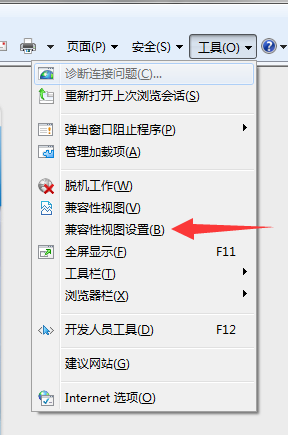 页面(P) 安全(S) 工具(O)
诊断连接问题(C)...
重新打开上次浏览会话(S)
弹出窗口阻止程序(P)
管理加载项(A)
脱机工作(W)
兼容性视图(V)
兼容性视图设置(B)
全屏显示(F) F11
工具栏(T)
浏览器栏(X)
开发人员工具(D) F12
建议网站(G)
Internet 选项(O)